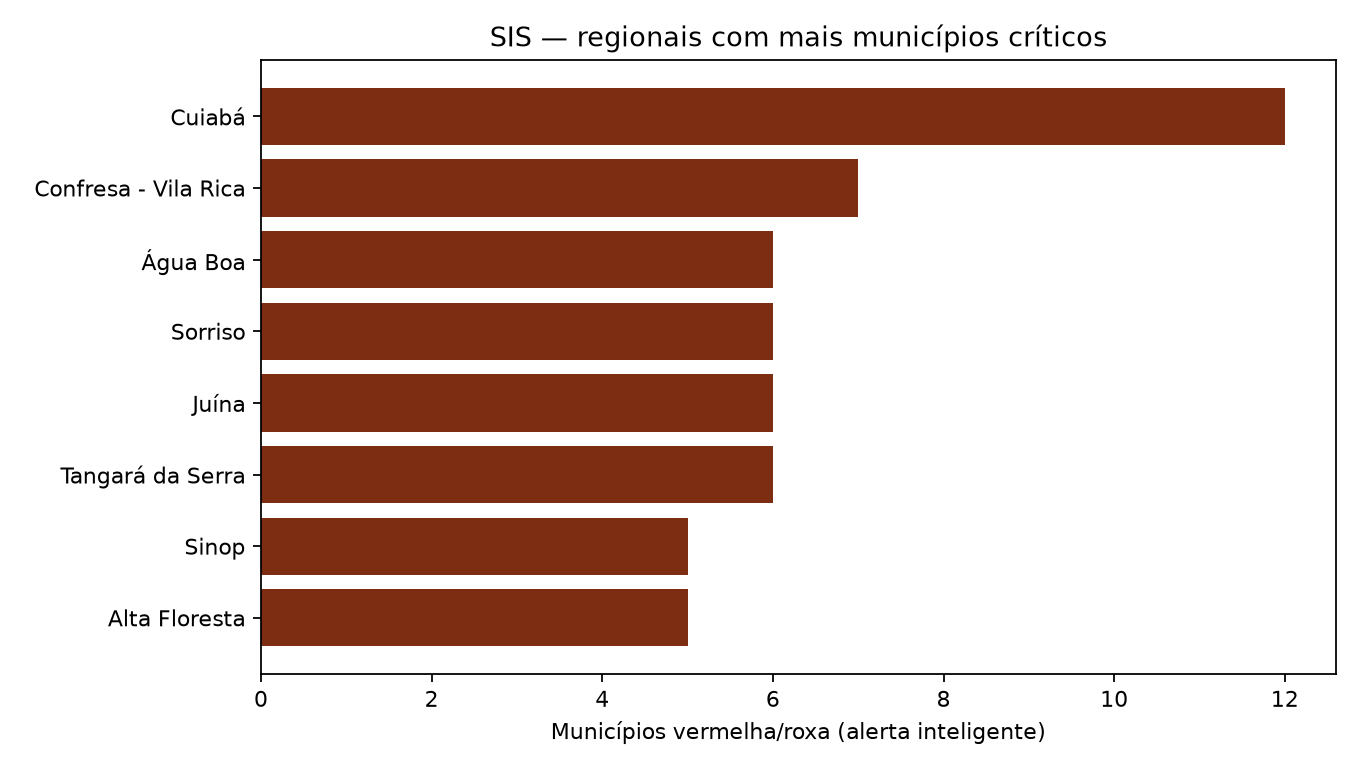 SIS — regionais com mais municípios críticos
Cuiabá
Confresa - Vila Rica
Água Boa
Sorriso
Juína
Tangará da Serra
Sinop
Alta Floresta
0 2 4 6 8 10 12
Municípios vermelha/roxa (alerta inteligente)